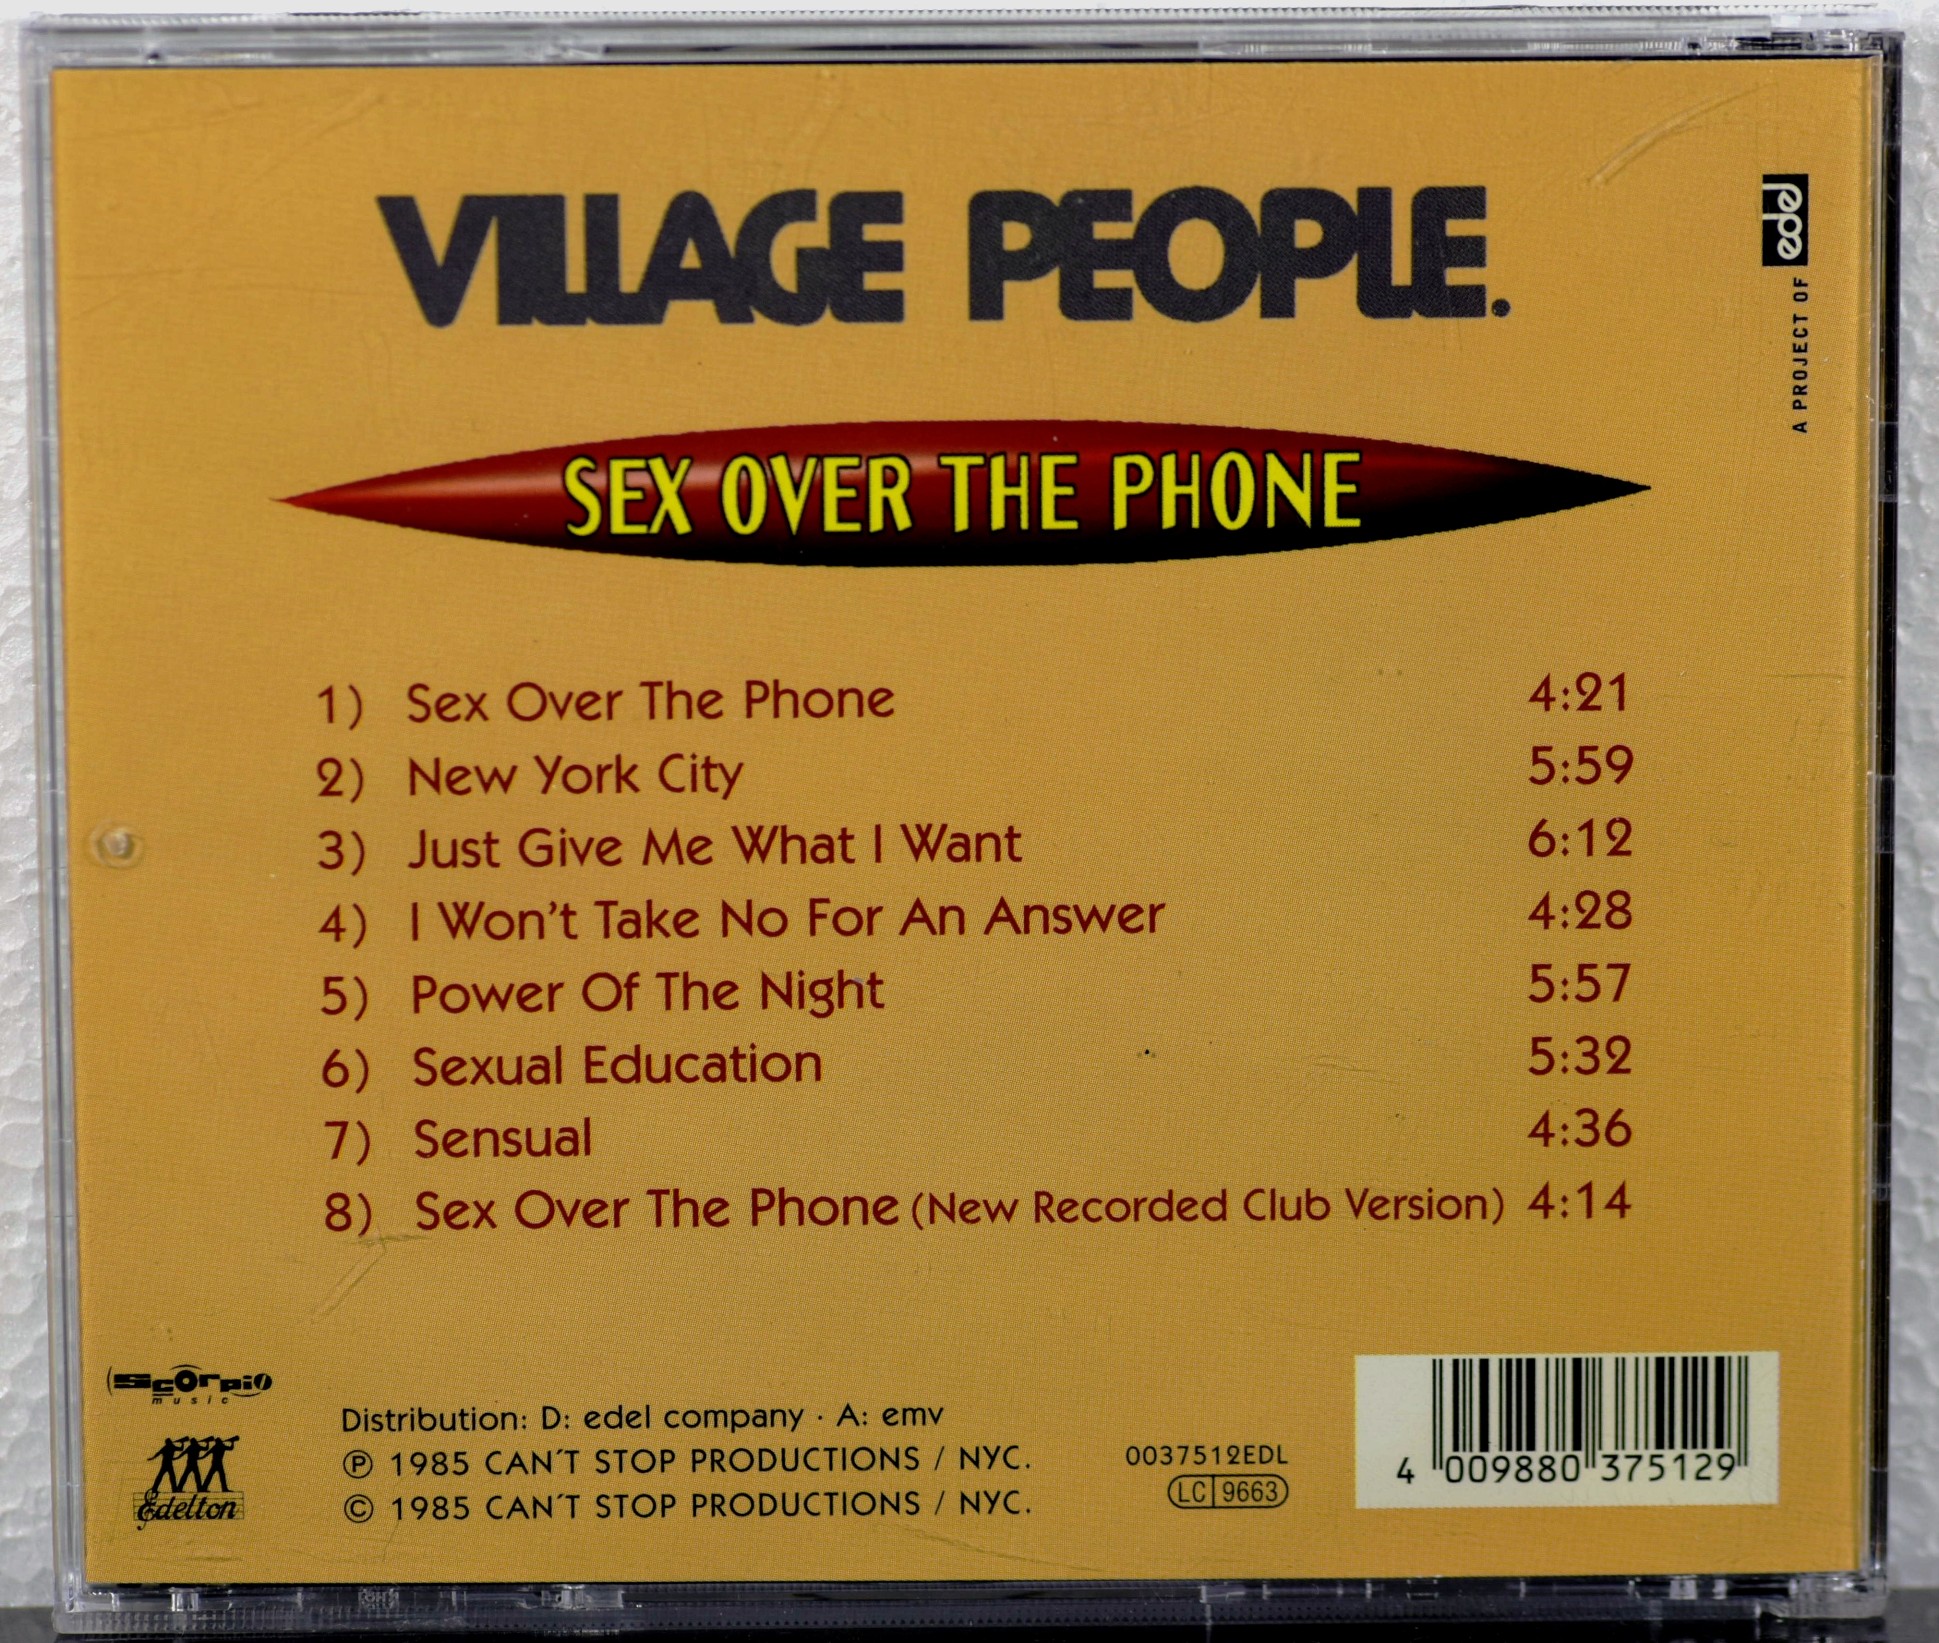 VILLAGE PEOPLE.
edel
A PROJECT OF
SEX OVER THE PHONE
1) Sex Over The Phone 4:21
2) New York City 5:59
3) Just Give Me What I Want 6:12
4) I Won't Take No For An Answer 4:28
5) Power Of The Night 5:57
6) Sexual Education 5:32
7) Sensual 4:36
8) Sex Over The Phone (New Recorded Club Version) 4:14
scorpio
music
Edelton
Distribution: D: edel company · A: emv
℗ 1985 CAN´T STOP PRODUCTIONS / NYC.
© 1985 CAN´T STOP PRODUCTIONS / NYC.
0037512EDL
LC 9663
4 009880 375129